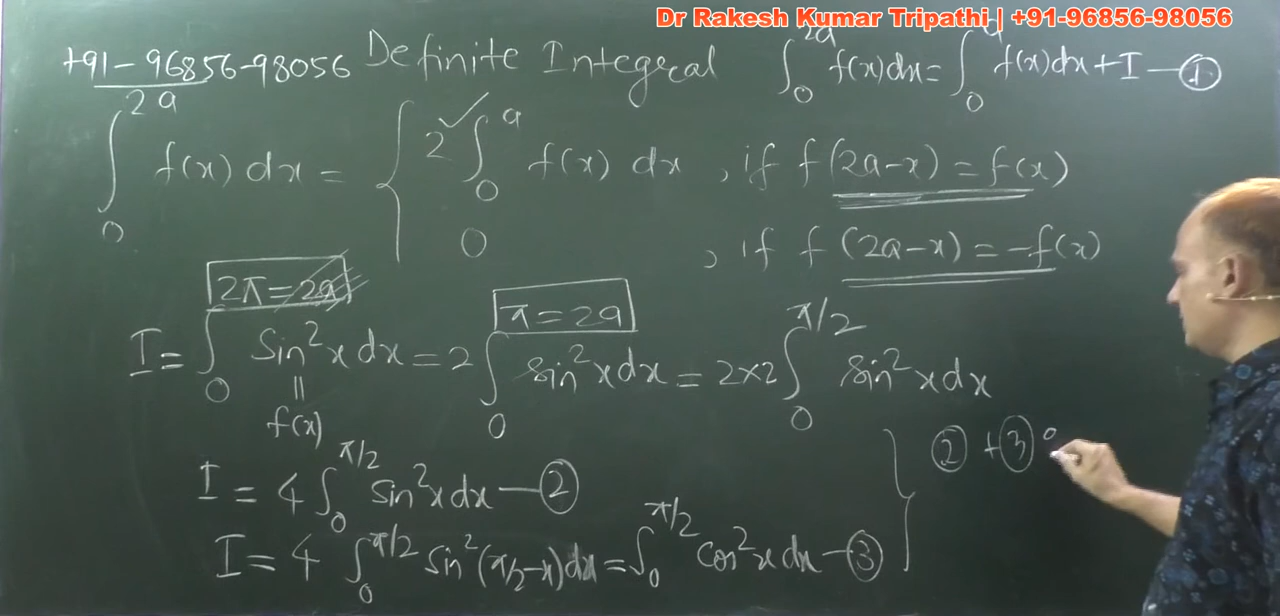 Dr Rakesh Kumar Tripathi | +91-96856-98056
+91-96856-98056 Definite Integral ∫₀^{2a} f(x)dx = ∫₀^{a} f(x)dx + I — ①
∫₀^{2a} f(x) dx = { 2 ∫₀^{a} f(x) dx , if f(2a-x) = f(x)
0 , if f(2a-x) = -f(x)
I = ∫₀^{2π=2a} Sin²x dx = 2 ∫₀^{π=2a} sin²x dx = 2×2 ∫₀^{π/2} sin²x dx
||
f(x)
I = 4 ∫₀^{π/2} sin²x dx — ②
I = 4 ∫₀^{π/2} sin²(π/2-x)dx = ∫₀^{π/2} cos²x dx — ③ } ② + ③